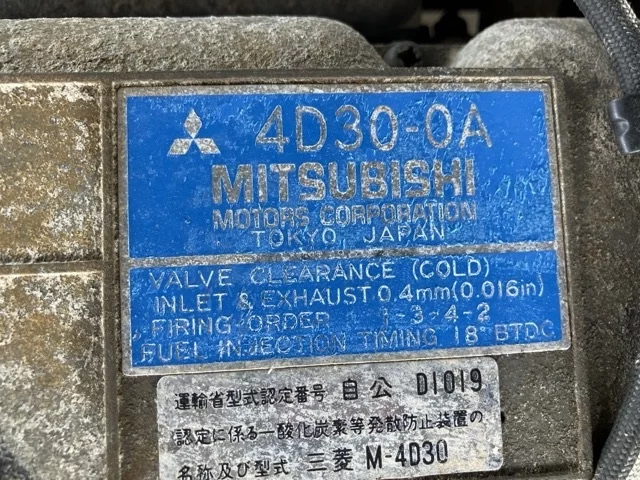 4D30-0A
MITSUBISHI
MOTORS CORPORATION
TOKYO, JAPAN
VALVE CLEARANCE (COLD)
INLET & EXHAUST 0.4mm(0.016in)
FIRING ORDER 1-3-4-2
FUEL INJECTION TIMING 18° BTDC
運輸省型式認定番号 自公 D1019
認定に係る一酸化炭素等発散防止装置の
名称及び型式 三菱 M-4D30